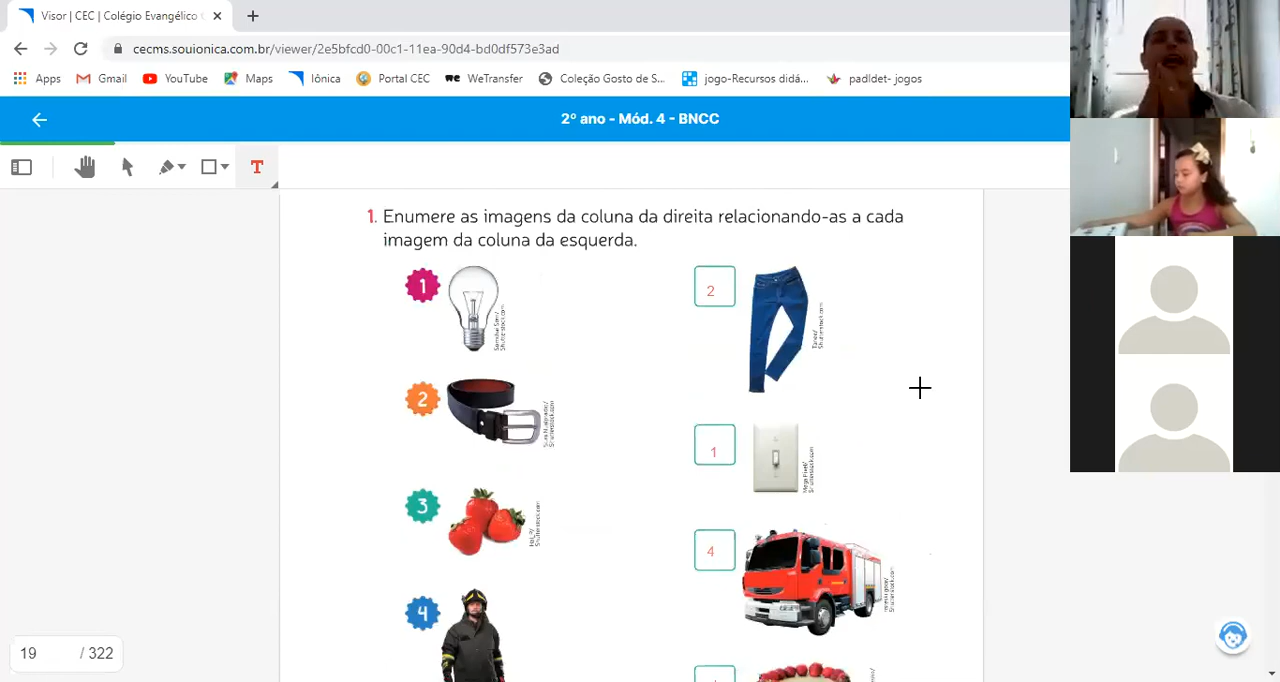 Visor | CEC | Colégio Evangélico
cecms.souionica.com.br/viewer/2e5bfcd0-00c1-11ea-90d4-bd0df573e3ad
Apps Gmail YouTube Maps Iônica Portal CEC WeTransfer Coleção Gosto de S... jogo-Recursos didá... padldet- jogos
2º ano - Mód. 4 - BNCC
T
1. Enumere as imagens da coluna da direita relacionando-as a cada
imagem da coluna da esquerda.
1
2
2
1
3
4
4
19 / 322